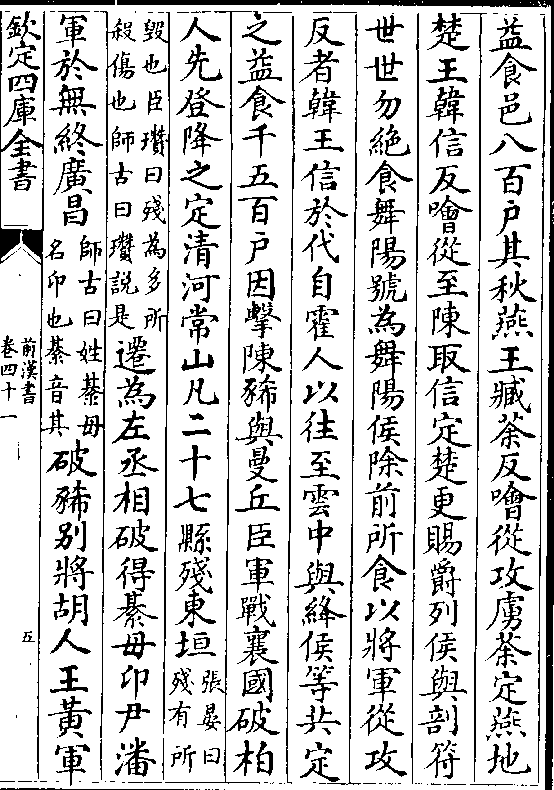 益食邑八百户其秋燕王臧荼反噲從攻虜荼定燕地
楚王韓信反噲從至陳取信定楚更賜爵列侯與剖符
世世勿絶食舞陽號為舞陽侯除前所食以將軍從攻
反者韓王信於代自霍人以往至雲中與絳侯等共定
之益食千五百户因擊陳豨與曼丘臣軍戰襄國破柏
人先登降之定清河常山凡二十七縣殘東垣張晏曰殘有所
毁也臣瓚曰殘為多所殺傷也師古曰瓚説是遷為左丞相破得綦毋卬尹潘
軍於無終廣昌師古曰姓綦毋名卬也綦音其破豨别將胡人王黄軍
欽定四庫全書
前漢書
卷四十一
五